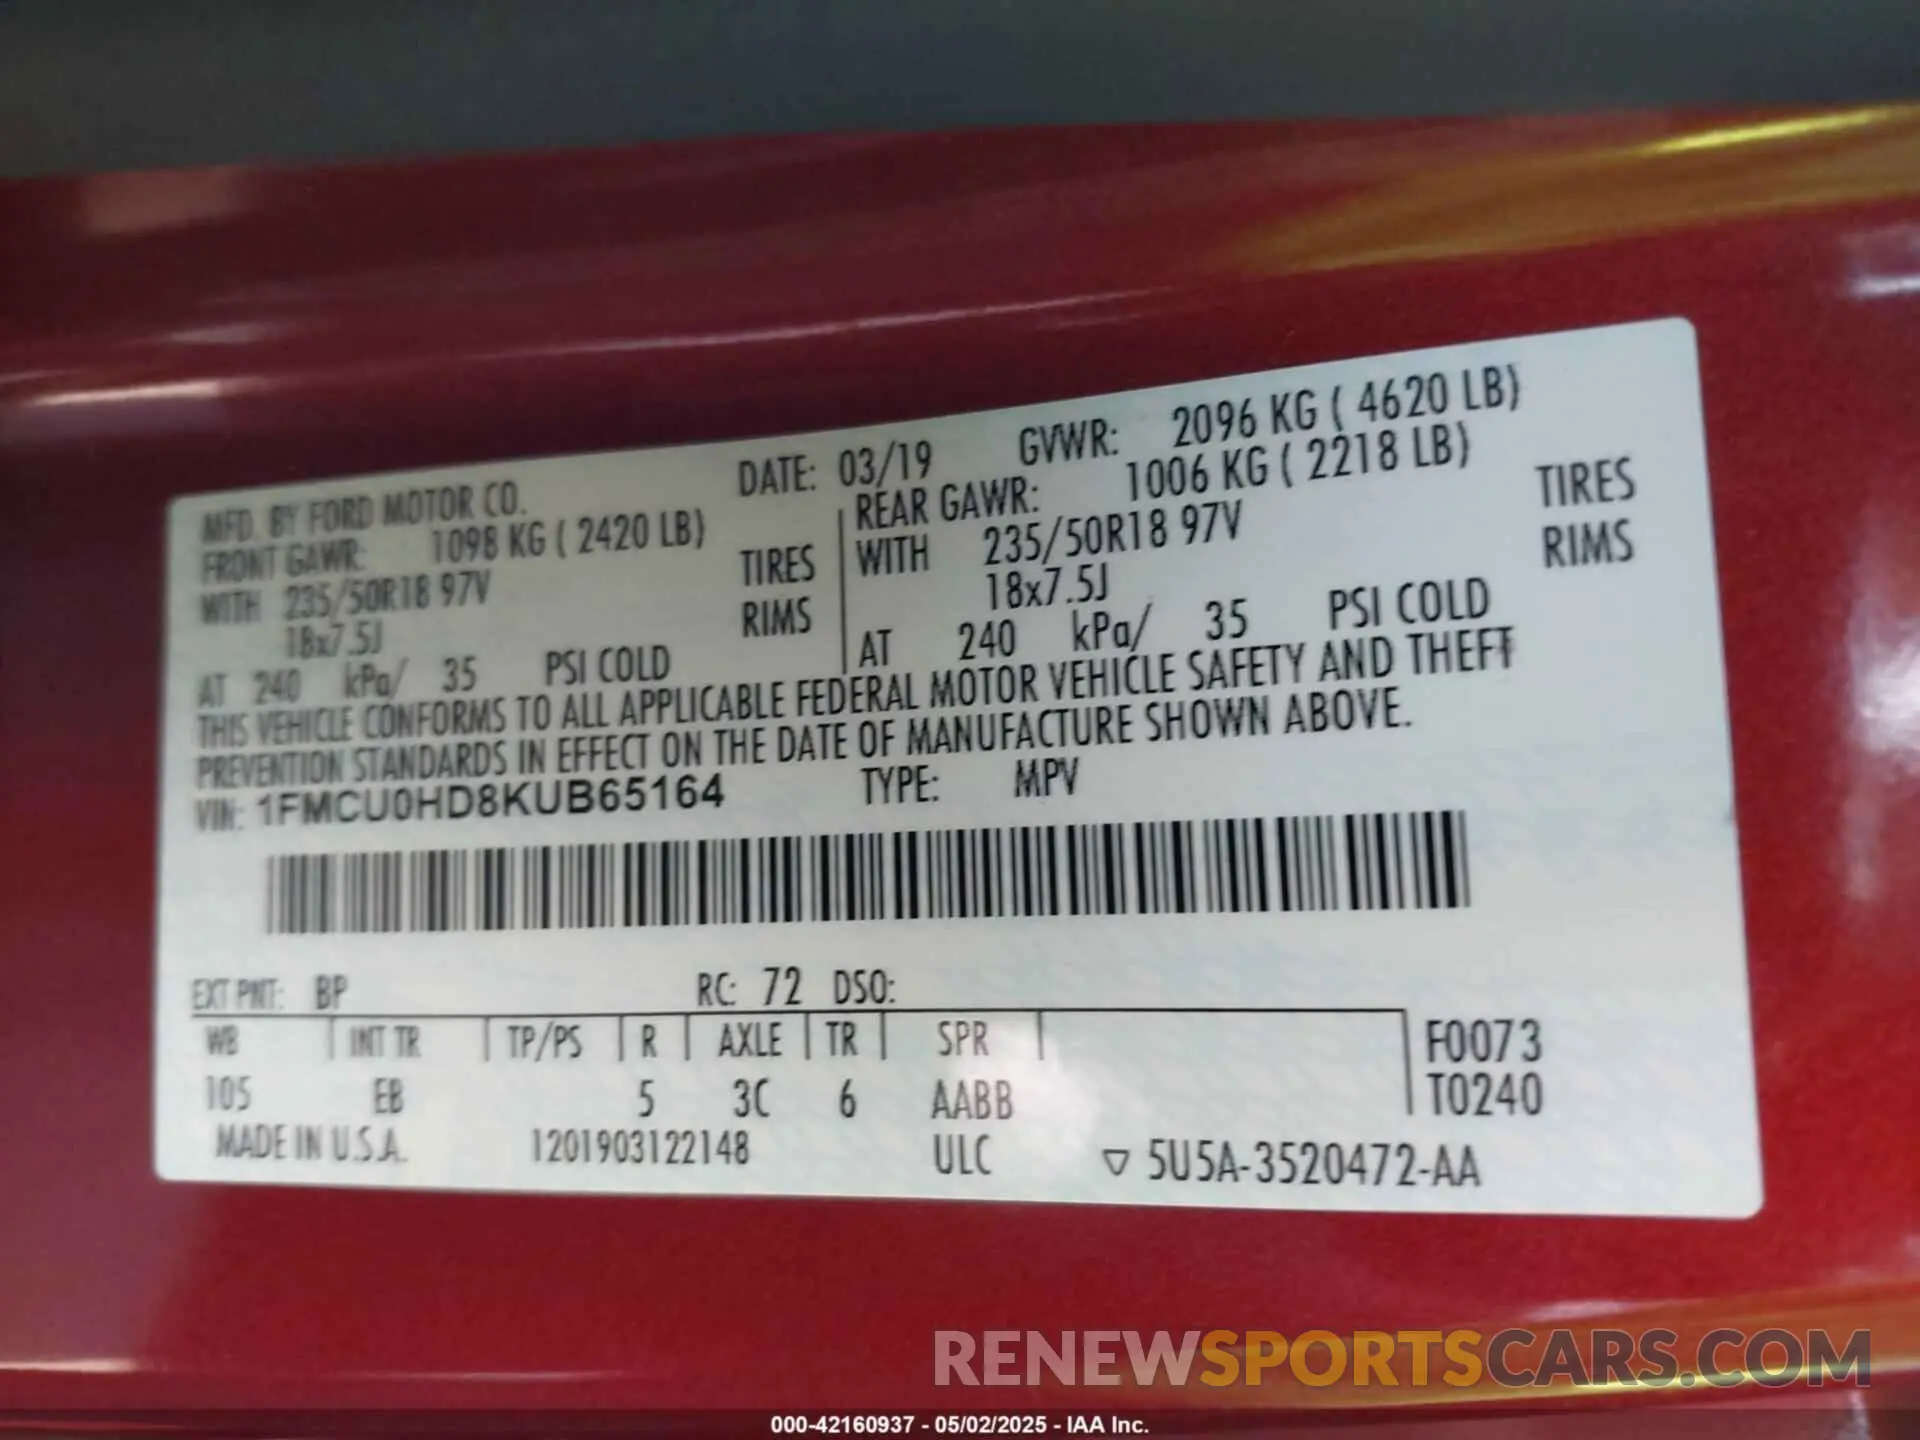 MFD. BY FORD MOTOR CO. DATE: 03/19 GVWR: 2096 KG ( 4620 LB)
FRONT GAWR: 1098 KG ( 2420 LB)
WITH 235/50R18 97V TIRES
18x7.5J RIMS
AT 240 kPa/ 35 PSI COLD
REAR GAWR: 1006 KG ( 2218 LB)
WITH 235/50R18 97V TIRES
18x7.5J RIMS
AT 240 kPa/ 35 PSI COLD
THIS VEHICLE CONFORMS TO ALL APPLICABLE FEDERAL MOTOR VEHICLE SAFETY AND THEFT
PREVENTION STANDARDS IN EFFECT ON THE DATE OF MANUFACTURE SHOWN ABOVE.
VIN: 1FMCU0HD8KUB65164 TYPE: MPV
EXT PNT: BP RC: 72 DSO:
WB INT TR TP/PS R AXLE TR SPR F0073
105 EB 5 3C 6 AABB T0240
MADE IN U.S.A. 1201903122148 ULC ▽ 5U5A-3520472-AA
RENEWSPORTSCARS.COM
000-42160937 - 05/02/2025 - IAA Inc.